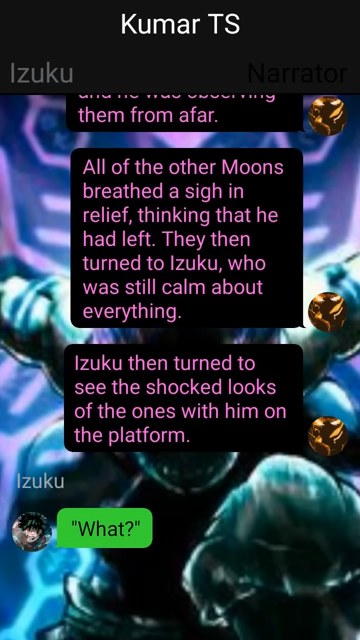 Kumar TS
Izuku
Narrator
and he was observing
them from afar.
All of the other Moons
breathed a sigh in
relief, thinking that he
had left. They then
turned to Izuku, who
was still calm about
everything.
Izuku then turned to
see the shocked looks
of the ones with him on
the platform.
Izuku
"What?"